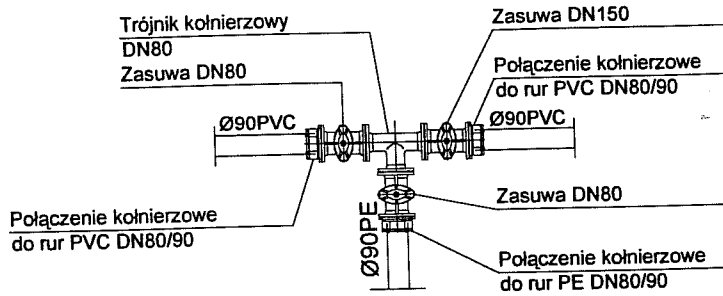 Trójnik kołnierzowy
DN80
Zasuwa DN80
Zasuwa DN150
Połączenie kołnierzowe
do rur PVC DN80/90
Ø90PVC
Ø90PVC
Połączenie kołnierzowe
do rur PVC DN80/90
Ø90PE
Zasuwa DN80
Połączenie kołnierzowe
do rur PE DN80/90